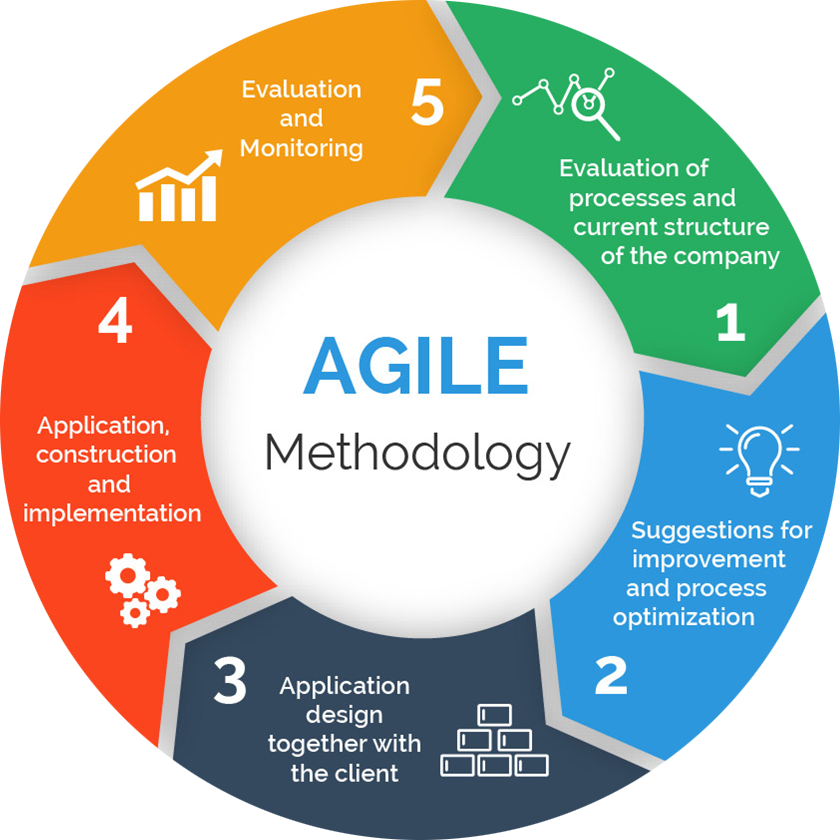 AGILE
Methodology
Evaluation of
processes and
current structure
of the company
1
Suggestions for
improvement
and process
optimization
2
3
Application
design
together with
the client
4
Application,
construction
and
implementation
5
Evaluation
and
Monitoring